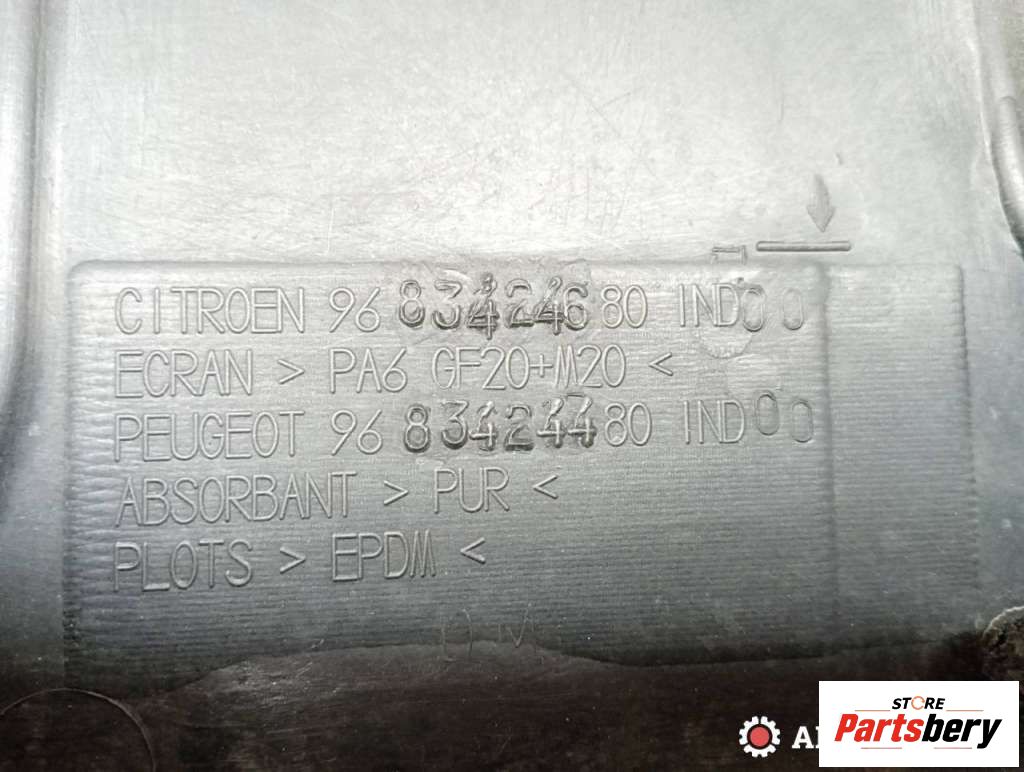 CITROEN 96 83424680 IND00
ECRAN > PA6 GF20+M20 <
PEUGEOT 96 83424480 IND00
ABSORBANT > PUR <
PLOTS > EPDM <
STORE
Partsbery